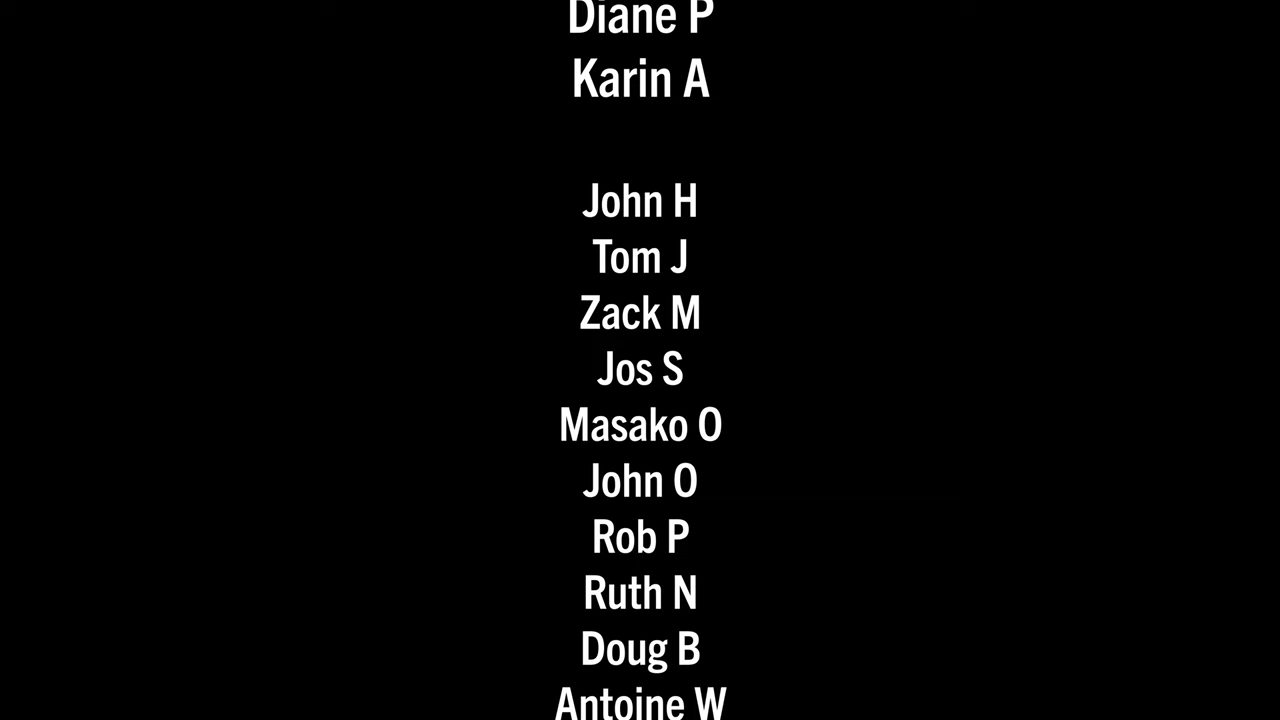 Diane P
Karin A
John H
Tom J
Zack M
Jos S
Masako O
John O
Rob P
Ruth N
Doug B
Antoine W